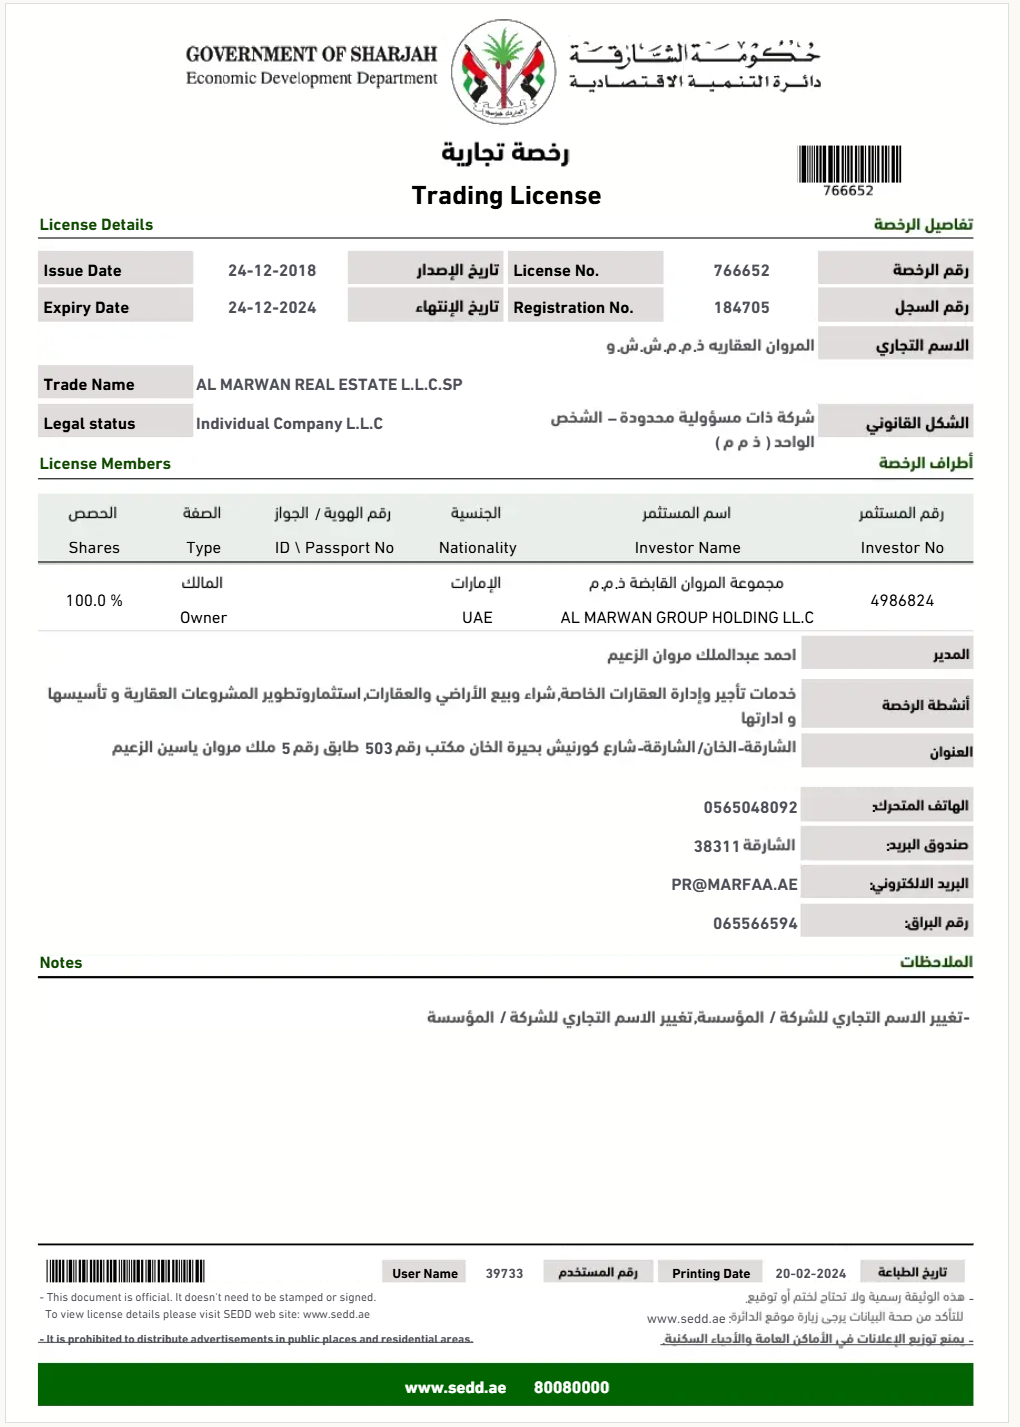 GOVERNMENT OF SHARJAH
Economic Development Department
حكومة الشارقة
دائرة التنمية الاقتصادية
رخصة تجارية
Trading License
766652
License Details تفاصيل الرخصة
Issue Date 24-12-2018 تاريخ الإصدار License No. 766652 رقم الرخصة
Expiry Date 24-12-2024 تاريخ الإنتهاء Registration No. 184705 رقم السجل
الاسم التجاري المروان العقاريه ذ.م.م.ش.ش.و
Trade Name AL MARWAN REAL ESTATE L.L.C.SP
Legal status Individual Company L.L.C الشكل القانوني شركة ذات مسؤولية محدودة – الشخص
الواحد ( ذ م م )
License Members أطراف الرخصة
رقم المستثمر اسم المستثمر الجنسية رقم الهوية / الجواز الصفة الحصص
Shares Type ID \ Passport No Nationality Investor Name Investor No
مجموعة المروان القابضة ذ.م.م الإمارات المالك
100.0 % 4986824
Owner UAE AL MARWAN GROUP HOLDING LL.C
المدير احمد عبدالملك مروان الزعيم
أنشطة الرخصة خدمات تأجير وإدارة العقارات الخاصة,شراء وبيع الأراضي والعقارات,استثماروتطوير المشروعات العقارية و تأسيسها
و ادارتها
العنوان الشارقة-الخان/الشارقة-شارع كورنيش بحيرة الخان مكتب رقم 503 طابق رقم 5 ملك مروان ياسين الزعيم
الهاتف المتحرك: 0565048092
صندوق البريد: الشارقة 38311
البريد الالكتروني: PR@MARFAA.AE
رقم البراق: 065566594
Notes الملاحظات
-تغيير الاسم التجاري للشركة / المؤسسة,تغيير الاسم التجاري للشركة / المؤسسة
User Name 39733 رقم المستخدم Printing Date 20-02-2024 تاريخ الطباعة
- This document is official. It doesn't need to be stamped or signed.
- هذه الوثيقة رسمية ولا تحتاج لختم أو توقيع.
To view license details please visit SEDD web site: www.sedd.ae
للتأكد من صحة البيانات يرجى زيارة موقع الدائرة: www.sedd.ae
- It is prohibited to distribute advertisements in public places and residential areas.
- يمنع توزيع الإعلانات في الأماكن العامة والأحياء السكنية.
www.sedd.ae 80080000